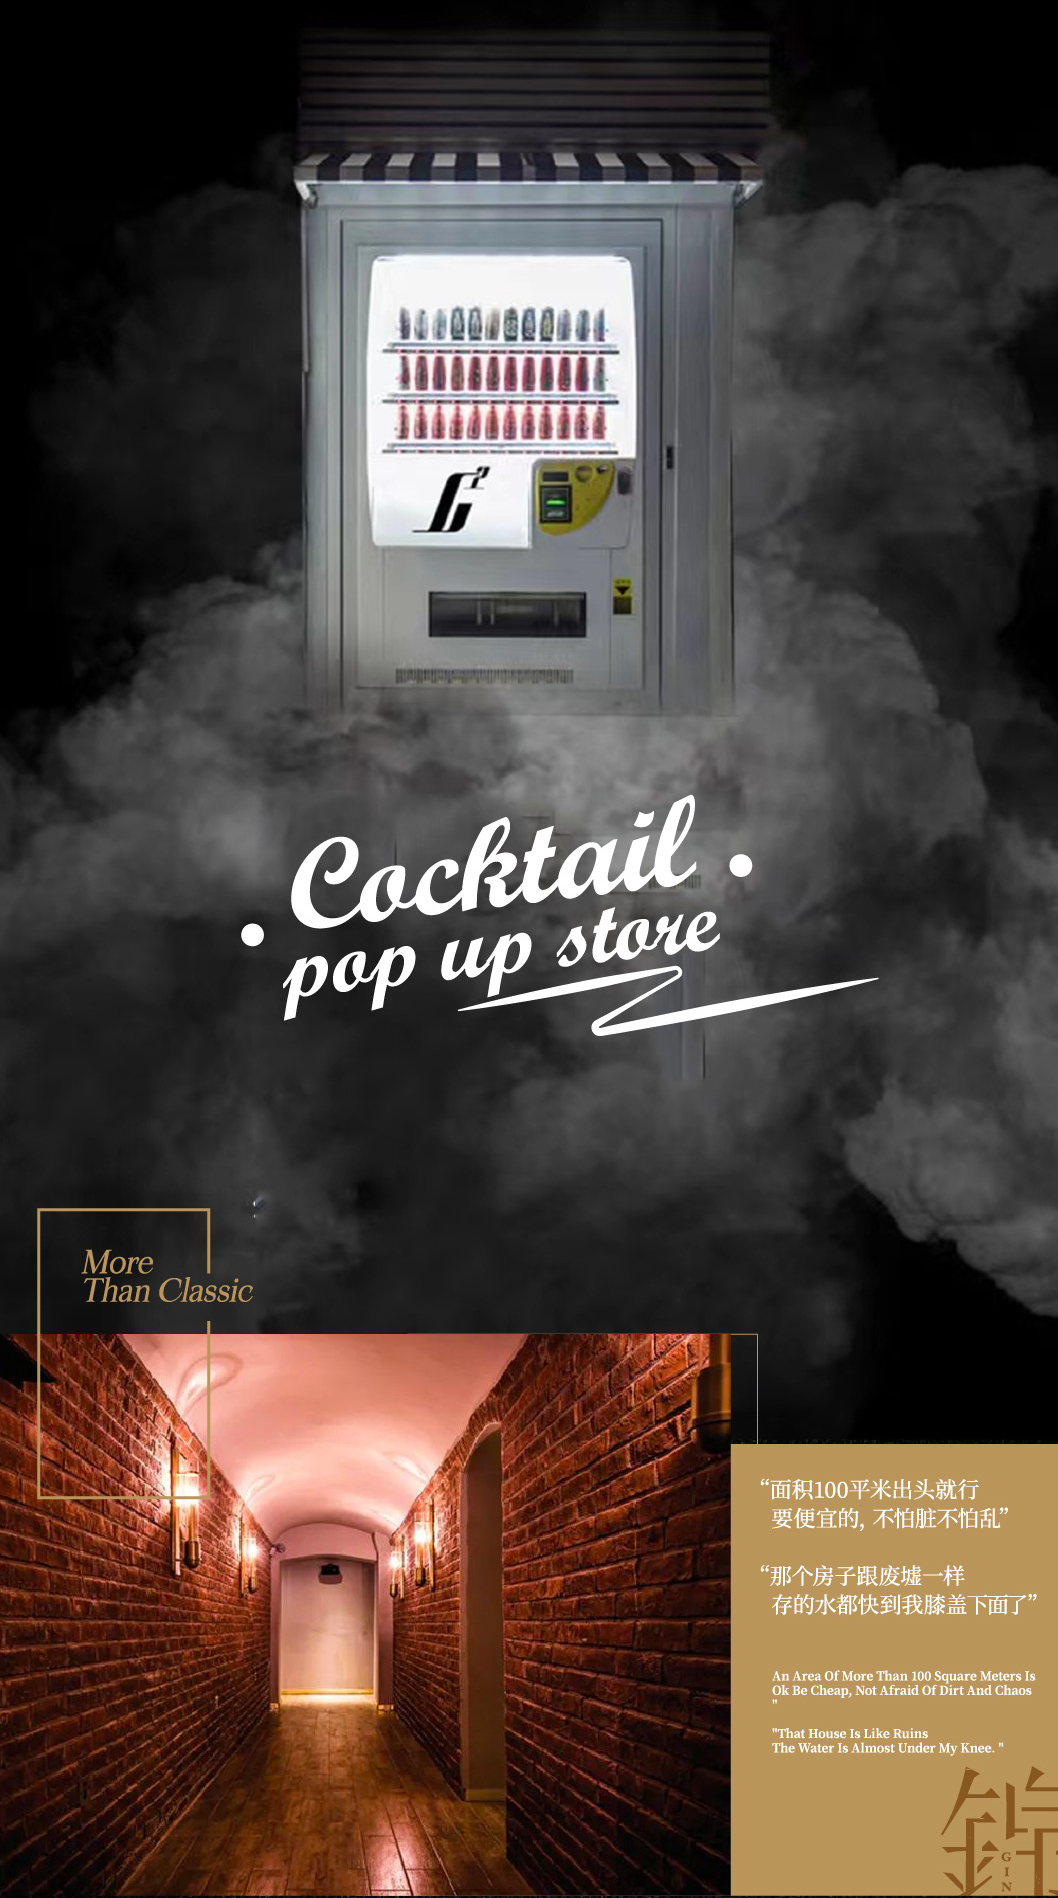 Cocktail
pop up store
More
Than Classic
“面积100平米出头就行
要便宜的, 不怕脏不怕乱”
“那个房子跟废墟一样
存的水都快到我膝盖下面了”
An Area Of More Than 100 Square Meters Is
Ok Be Cheap, Not Afraid Of Dirt And Chaos
"
"That House Is Like Ruins
The Water Is Almost Under My Knee. "
GIN